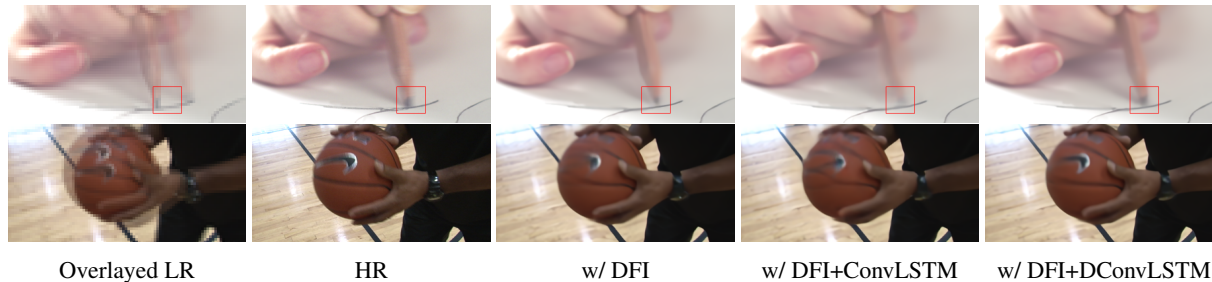 Overlayed LR
HR
w/ DFI
w/ DFI+ConvLSTM
w/ DFI+DConvLSTM